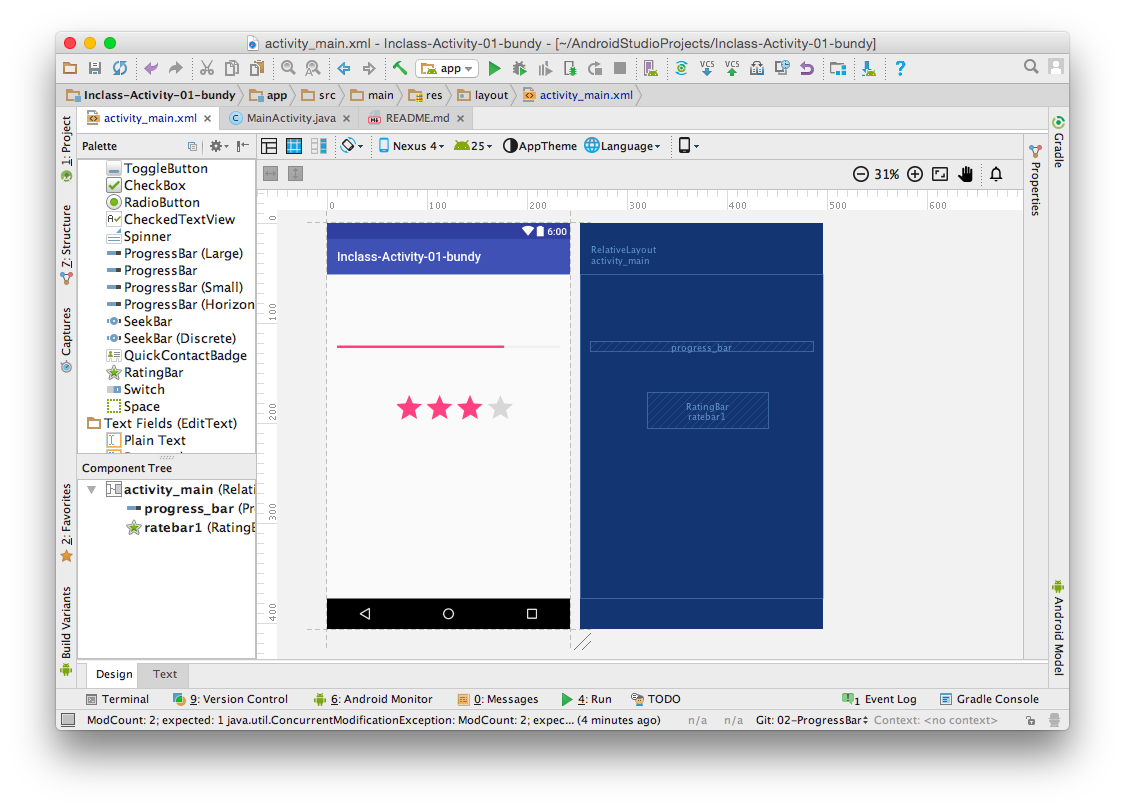 activity_main.xml - Inclass-Activity-01-bundy - [~/AndroidStudioProjects/Inclass-Activity-01-bundy]
app
VCS VCS
?
Inclass-Activity-01-bundy app src main res layout activity_main.xml
activity_main.xml MainActivity.java README.md
1: Project
Z: Structure
Captures
2: Favorites
Build Variants
Palette
Nexus 4 25 AppTheme Language
31%
ToggleButton
CheckBox
RadioButton
CheckedTextView
Spinner
ProgressBar (Large)
ProgressBar
ProgressBar (Small)
ProgressBar (Horizon
SeekBar
SeekBar (Discrete)
QuickContactBadge
RatingBar
Switch
Space
Text Fields (EditText)
Plain Text
Component Tree
activity_main (Relati
progress_bar (Pr
ratebar1 (RatingB
0 100 200 300 400 500 600
0
100
200
300
400
6:00
Inclass-Activity-01-bundy
RelativeLayout
activity_main
progress_bar
RatingBar
ratebar1
Gradle
Properties
Android Model
Design Text
Terminal 9: Version Control 6: Android Monitor 0: Messages 4: Run TODO 1 Event Log Gradle Console
ModCount: 2; expected: 1 java.util.ConcurrentModificationException: ModCount: 2; expec... (4 minutes ago) n/a n/a Git: 02-ProgressBar Context: <no context>